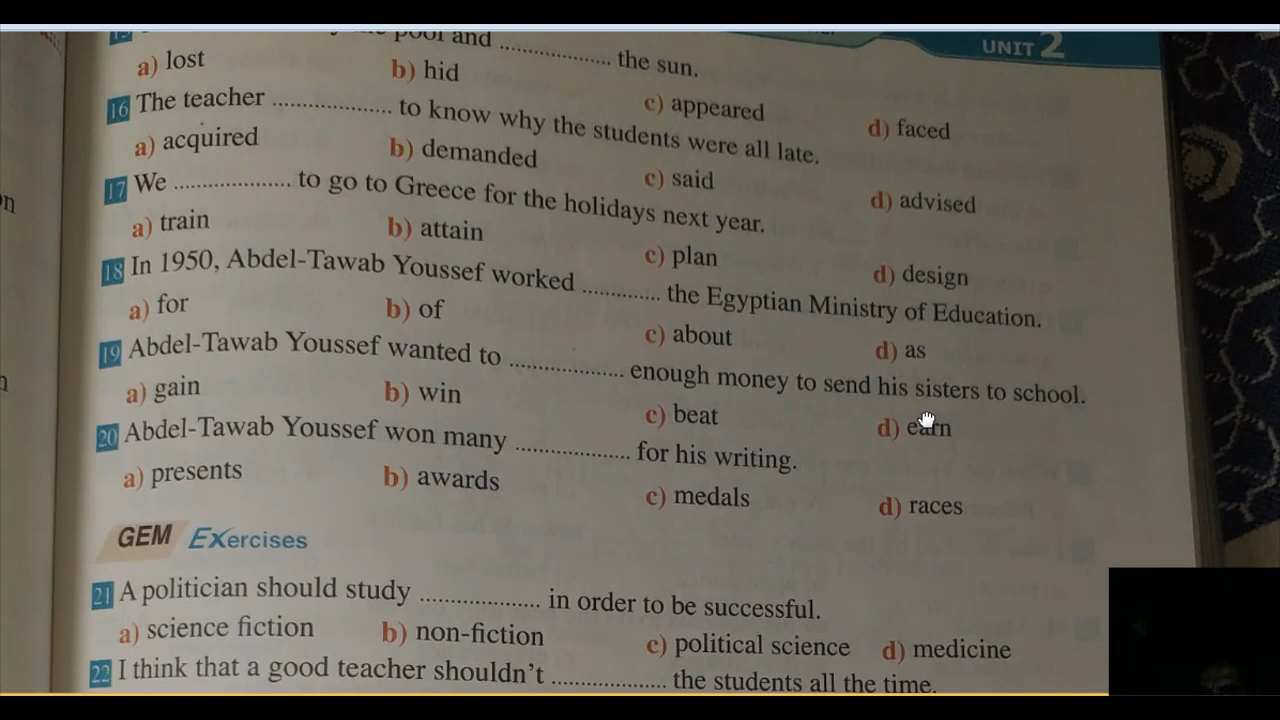 UNIT 2
pool and .................. the sun.
a) lost b) hid c) appeared d) faced
16 The teacher .................. to know why the students were all late.
a) acquired b) demanded c) said d) advised
17 We .................. to go to Greece for the holidays next year.
a) train b) attain c) plan d) design
18 In 1950, Abdel-Tawab Youssef worked ............ the Egyptian Ministry of Education.
a) for b) of c) about d) as
19 Abdel-Tawab Youssef wanted to .................. enough money to send his sisters to school.
a) gain b) win c) beat d) earn
20 Abdel-Tawab Youssef won many .................. for his writing.
a) presents b) awards c) medals d) races
GEM Exercises
21 A politician should study .................. in order to be successful.
a) science fiction b) non-fiction c) political science d) medicine
22 I think that a good teacher shouldn't .................. the students all the time.